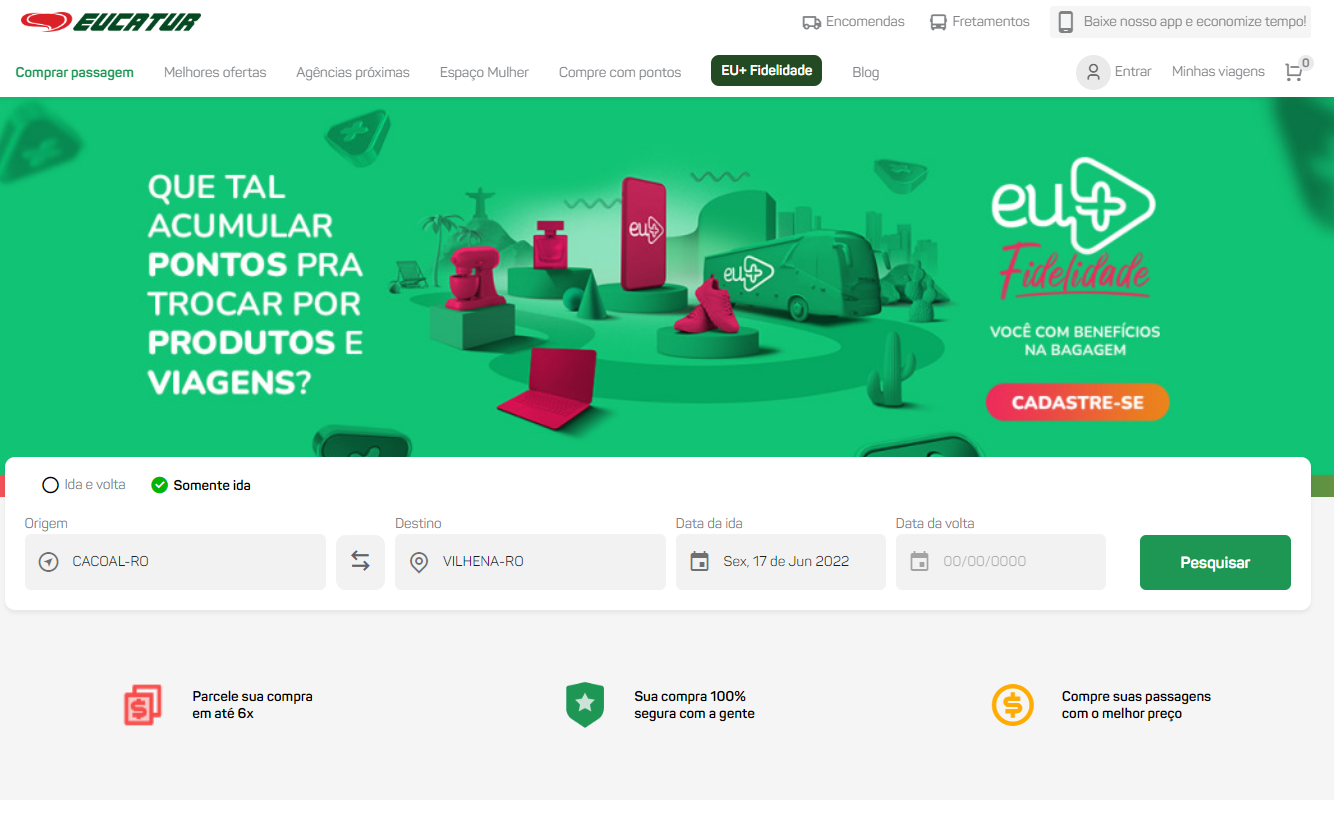 EUCATUR
Encomendas
Fretamentos
Baixe nosso app e economize tempo!
Comprar passagem
Melhores ofertas
Agências próximas
Espaço Mulher
Compre com pontos
EU+ Fidelidade
Blog
Entrar
Minhas viagens
0
QUE TAL
ACUMULAR
PONTOS PRA
TROCAR POR
PRODUTOS E
VIAGENS?
eu+
eu+
eu+
Fidelidade
VOCÊ COM BENEFÍCIOS
NA BAGAGEM
CADASTRE-SE
Ida e volta
Somente ida
Origem
CACOAL-RO
Destino
VILHENA-RO
Data da ida
Sex, 17 de Jun 2022
Data da volta
00/00/0000
Pesquisar
Parcele sua compra
em até 6x
Sua compra 100%
segura com a gente
Compre suas passagens
com o melhor preço